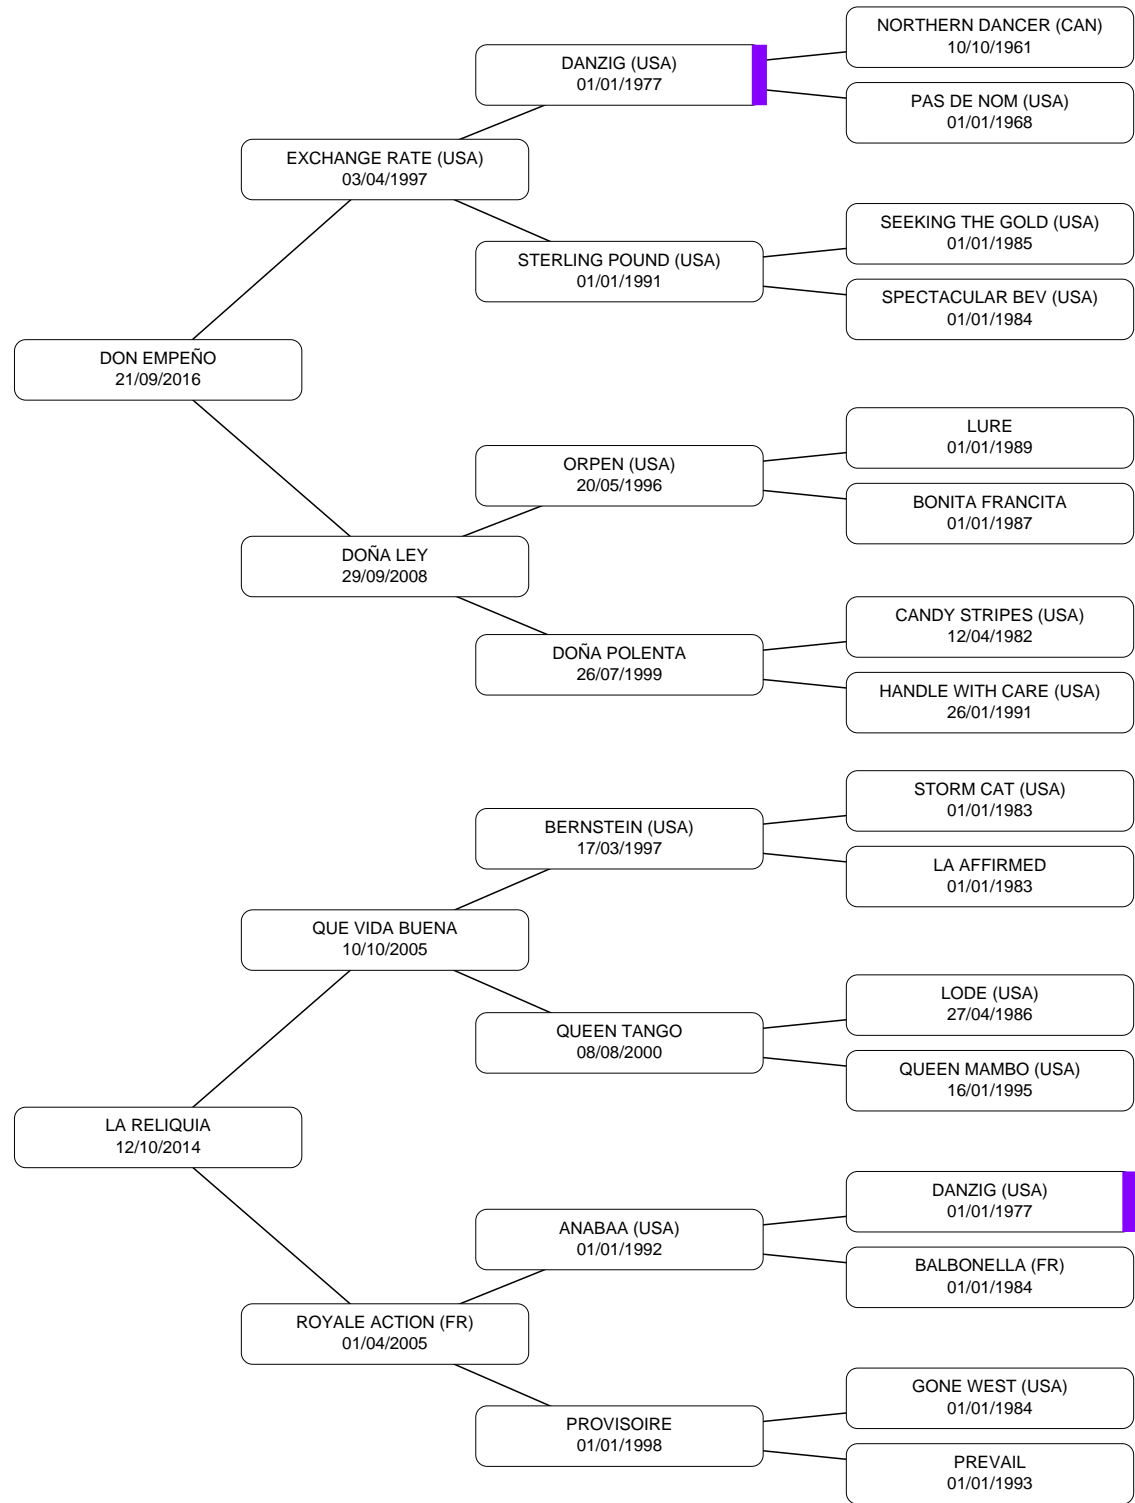 NORTHERN DANCER (CAN)
10/10/1961
DANZIG (USA)
01/01/1977
PAS DE NOM (USA)
01/01/1968
EXCHANGE RATE (USA)
03/04/1997
SEEKING THE GOLD (USA)
01/01/1985
STERLING POUND (USA)
01/01/1991
SPECTACULAR BEV (USA)
01/01/1984
DON EMPEÑO
21/09/2016
LURE
01/01/1989
ORPEN (USA)
20/05/1996
BONITA FRANCITA
01/01/1987
DOÑA LEY
29/09/2008
CANDY STRIPES (USA)
12/04/1982
DOÑA POLENTA
26/07/1999
HANDLE WITH CARE (USA)
26/01/1991
STORM CAT (USA)
01/01/1983
BERNSTEIN (USA)
17/03/1997
LA AFFIRMED
01/01/1983
QUE VIDA BUENA
10/10/2005
LODE (USA)
27/04/1986
QUEEN TANGO
08/08/2000
QUEEN MAMBO (USA)
16/01/1995
LA RELIQUIA
12/10/2014
DANZIG (USA)
01/01/1977
ANABAA (USA)
01/01/1992
BALBONELLA (FR)
01/01/1984
ROYALE ACTION (FR)
01/04/2005
GONE WEST (USA)
01/01/1984
PROVISOIRE
01/01/1998
PREVAIL
01/01/1993